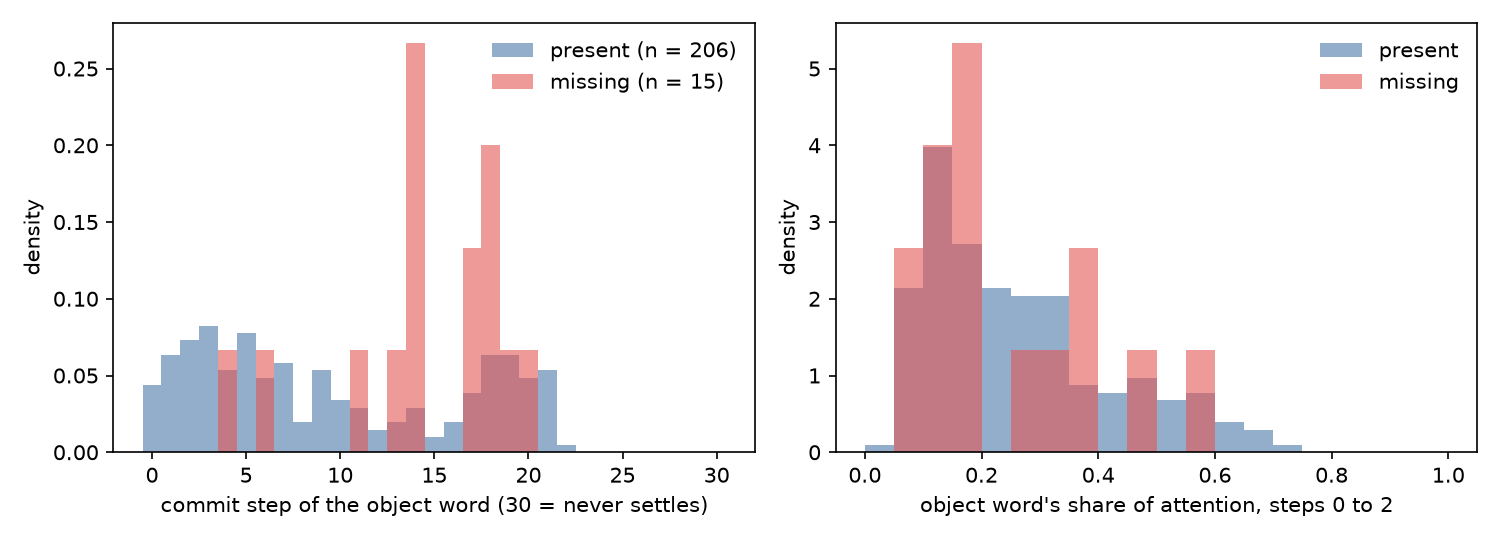 density
0.25
0.20
0.15
0.10
0.05
0.00
present (n = 206)
missing (n = 15)
0 5 10 15 20 25 30
commit step of the object word (30 = never settles)
density
5
4
3
2
1
0
present
missing
0.0 0.2 0.4 0.6 0.8 1.0
object word's share of attention, steps 0 to 2